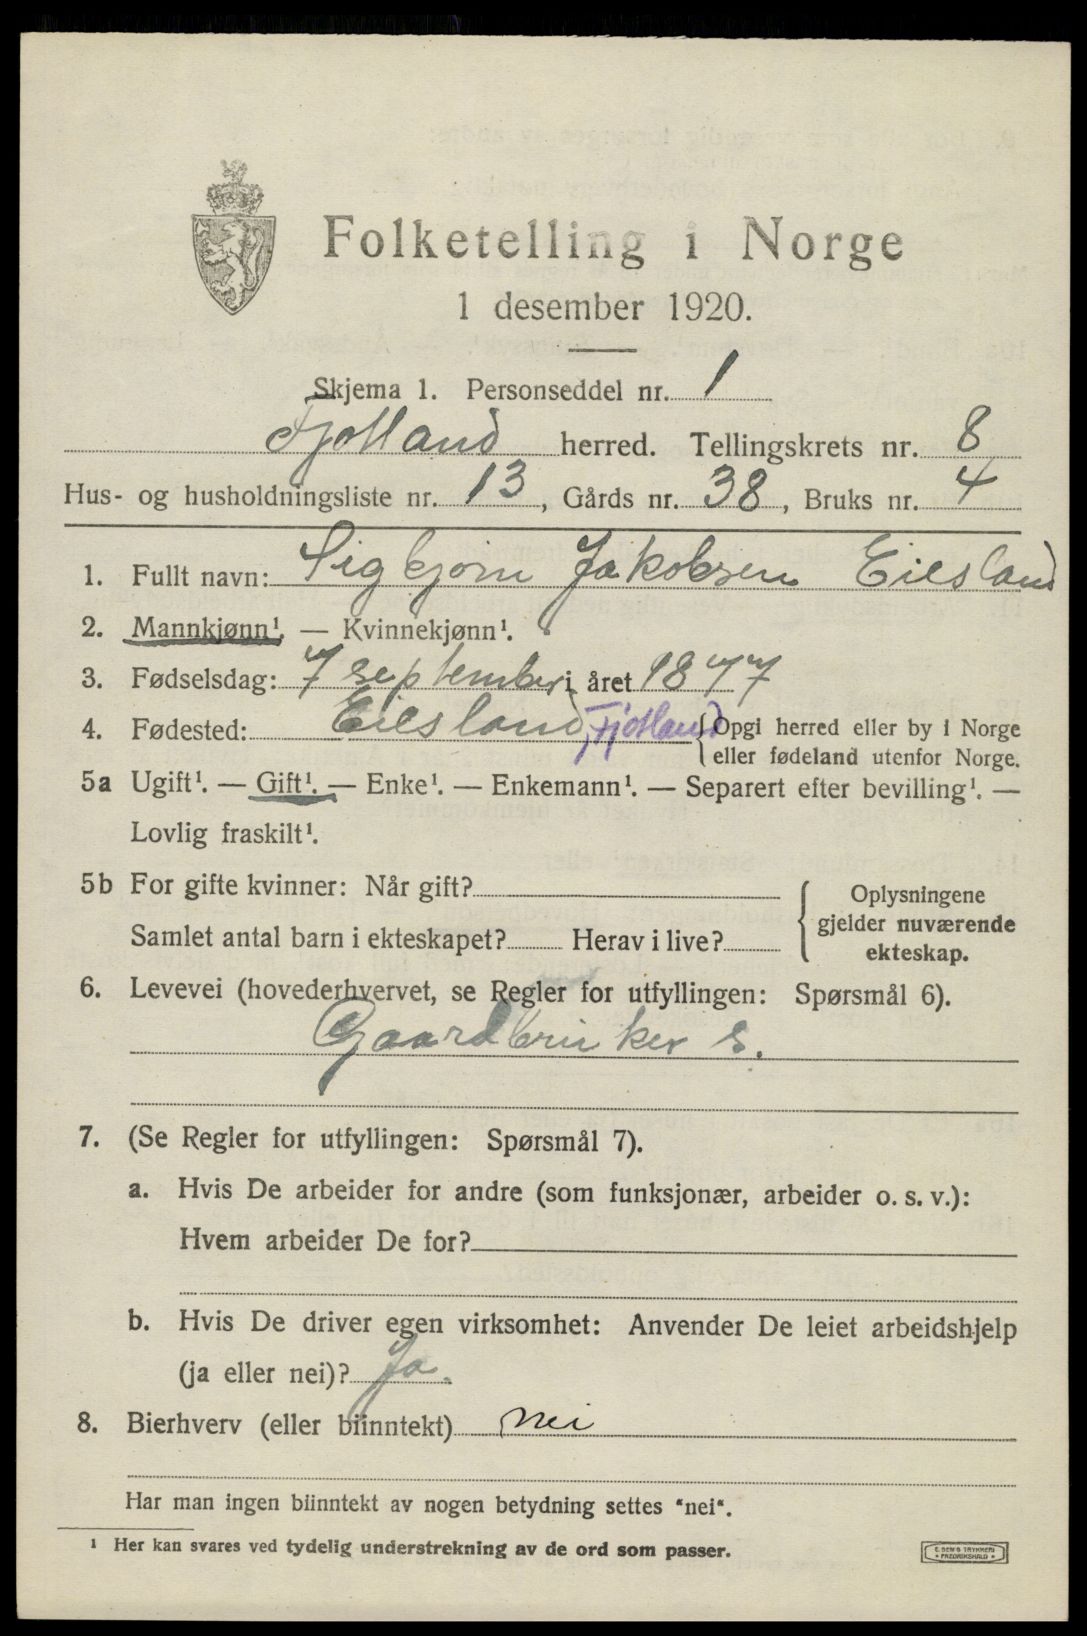 Folketelling i Norge
1 desember 1920.
Skjema 1. Personseddel nr. 1
Fjotland herred. Tellingskrets nr. 8
Hus- og husholdningsliste nr. 13, Gårds nr. 38, Bruks nr. 4
1. Fullt navn: Sigbjørn Jakobsen Eiesland
2. Mannkjønn¹. — Kvinnekjønn¹.
3. Fødselsdag: 7 september i året 1877
4. Fødested: Eiesland, Fjotland { Opgi herred eller by i Norge
eller fødeland utenfor Norge.
5a Ugift¹. — Gift¹. — Enke¹. — Enkemann¹. — Separert efter bevilling¹. —
Lovlig fraskilt¹.
5b For gifte kvinner: Når gift?
Samlet antal barn i ekteskapet? Herav i live?
{ Oplysningene
gjelder nuværende
ekteskap.
6. Levevei (hovederhvervet, se Regler for utfyllingen: Spørsmål 6).
Gaardbruker s.
7. (Se Regler for utfyllingen: Spørsmål 7).
a. Hvis De arbeider for andre (som funksjonær, arbeider o. s. v.):
Hvem arbeider De for?
b. Hvis De driver egen virksomhet: Anvender De leiet arbeidshjelp
(ja eller nei)? Ja.
8. Bierhverv (eller biinntekt) nei
Har man ingen biinntekt av nogen betydning settes "nei".
¹ Her kan svares ved tydelig understrekning av de ord som passer.
E. SEM'S TRYKKERI
• FREDRIKSHALD •